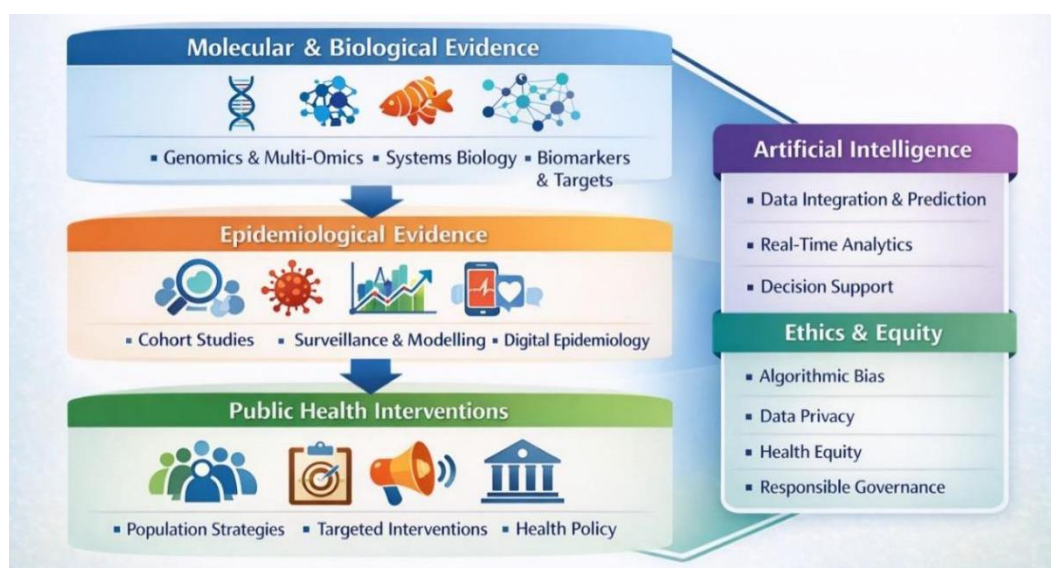 Molecular & Biological Evidence
▪ Genomics & Multi-Omics ▪ Systems Biology ▪ Biomarkers
& Targets
Epidemiological Evidence
▪ Cohort Studies ▪ Surveillance & Modelling ▪ Digital Epidemiology
Public Health Interventions
▪ Population Strategies ▪ Targeted Interventions ▪ Health Policy
Artificial Intelligence
▪ Data Integration & Prediction
▪ Real-Time Analytics
▪ Decision Support
Ethics & Equity
▪ Algorithmic Bias
▪ Data Privacy
▪ Health Equity
▪ Responsible Governance